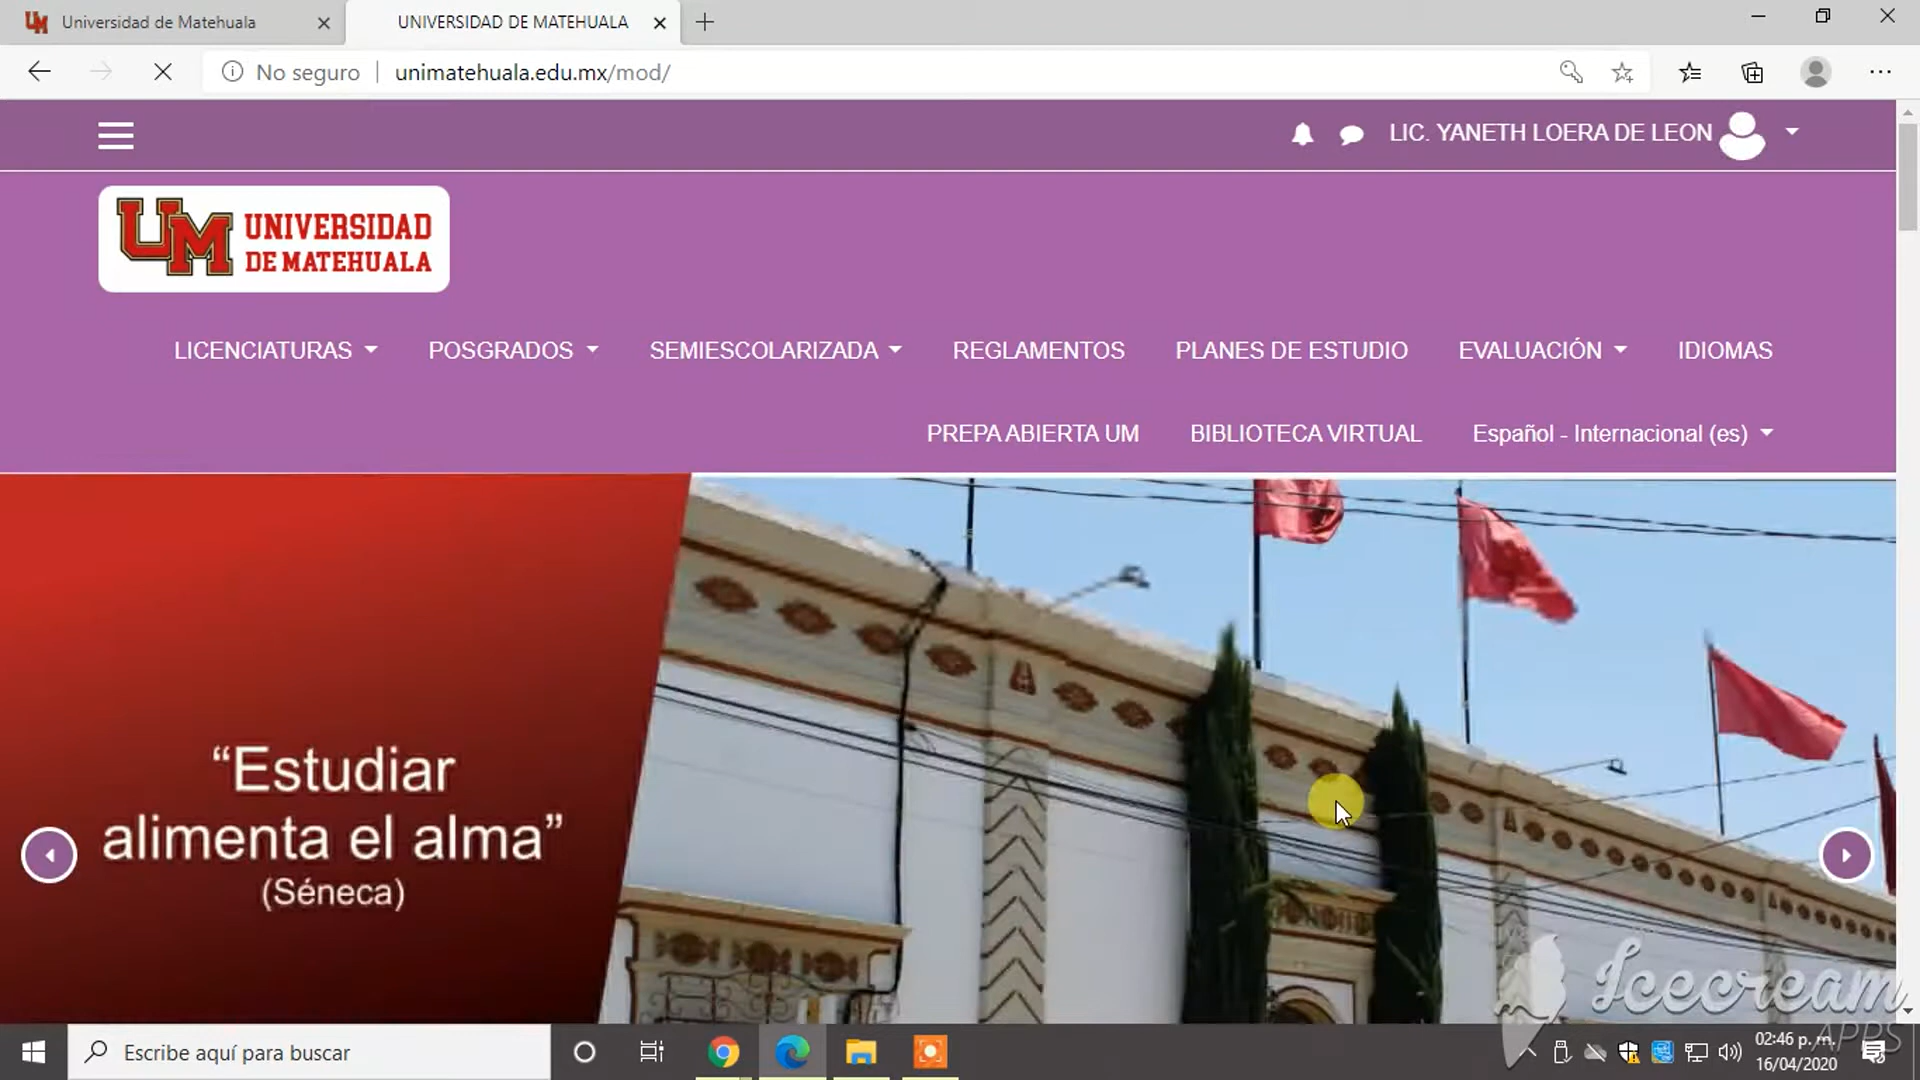 Universidad de Matehuala
UNIVERSIDAD DE MATEHUALA
No seguro
unimatehuala.edu.mx/mod/
LIC. YANETH LOERA DE LEON
UM UNIVERSIDAD
DE MATEHUALA
LICENCIATURAS
POSGRADOS
SEMIESCOLARIZADA
REGLAMENTOS
PLANES DE ESTUDIO
EVALUACIÓN
IDIOMAS
PREPA ABIERTA UM
BIBLIOTECA VIRTUAL
Español - Internacional (es)
“Estudiar
alimenta el alma”
(Séneca)
Icecream
APPS
Escribe aquí para buscar
02:46 p. m.
16/04/2020